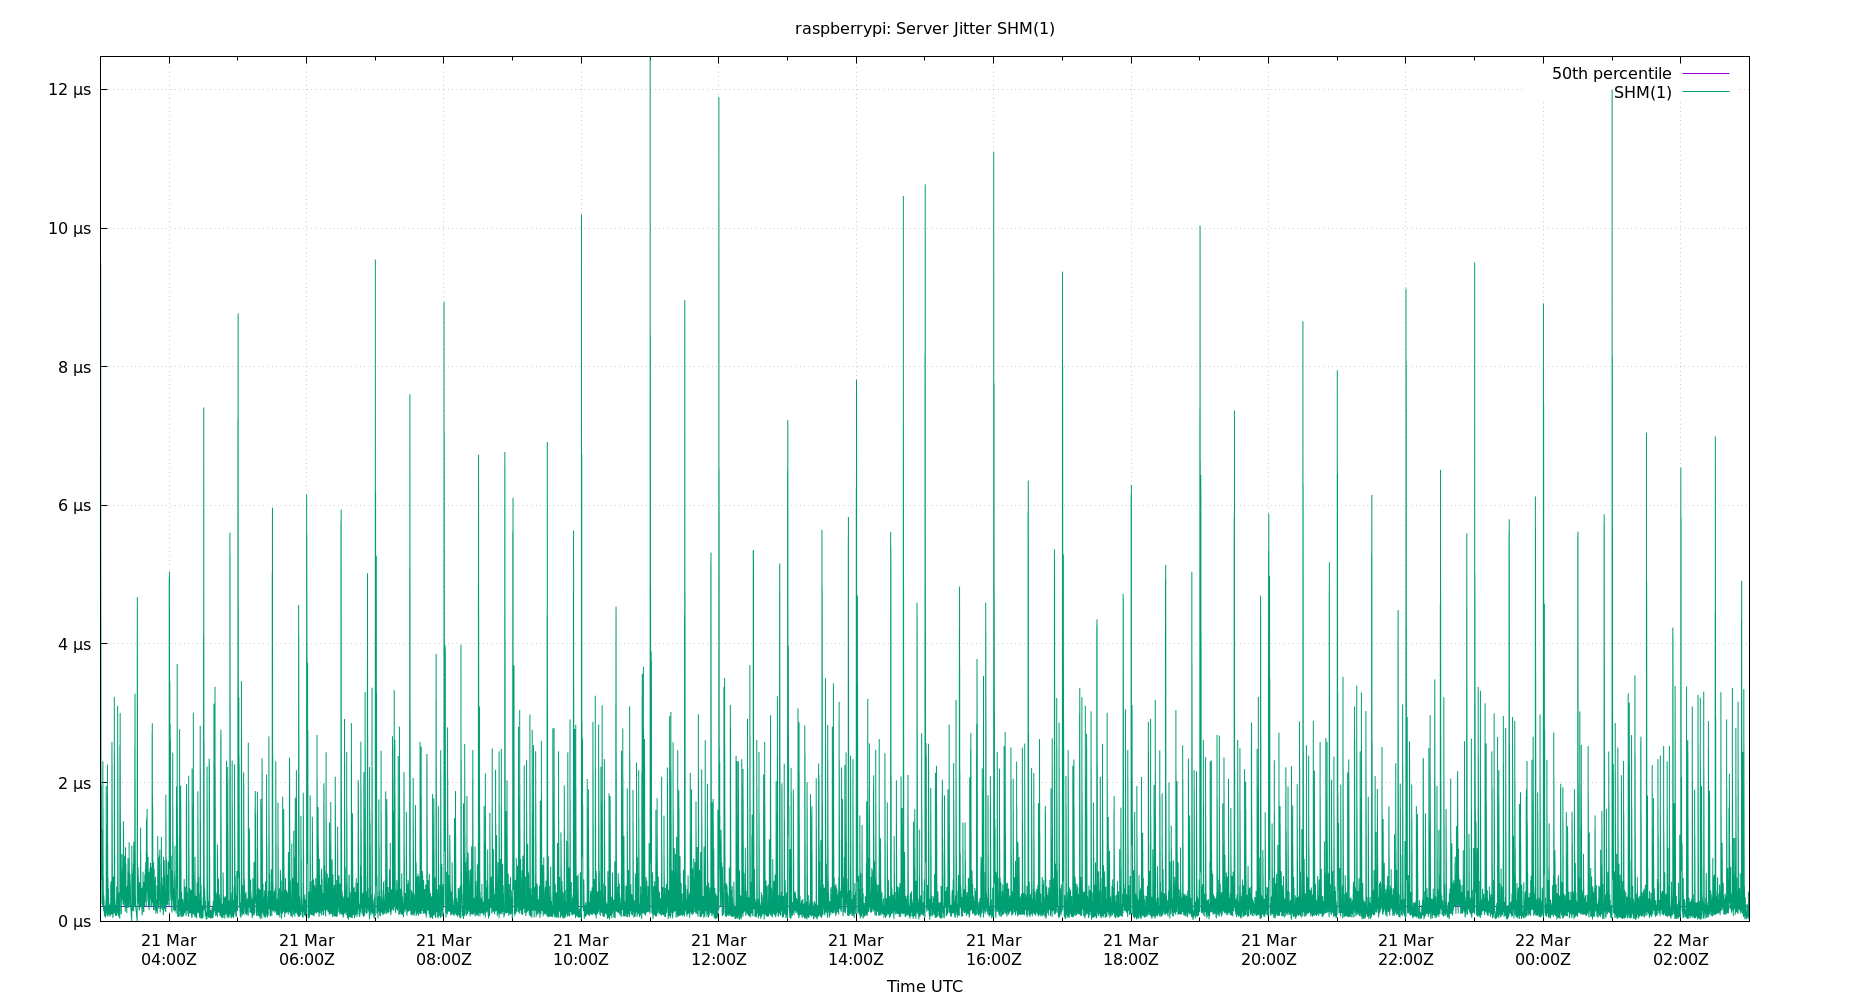 raspberrypi: Server Jitter SHM(1)
50th percentile
SHM(1)
12 µs
10 µs
8 µs
6 µs
4 µs
2 µs
0 µs
21 Mar 21 Mar 21 Mar 21 Mar 21 Mar 21 Mar 21 Mar 21 Mar 21 Mar 21 Mar 22 Mar 22 Mar
04:00Z 06:00Z 08:00Z 10:00Z 12:00Z 14:00Z 16:00Z 18:00Z 20:00Z 22:00Z 00:00Z 02:00Z
Time UTC